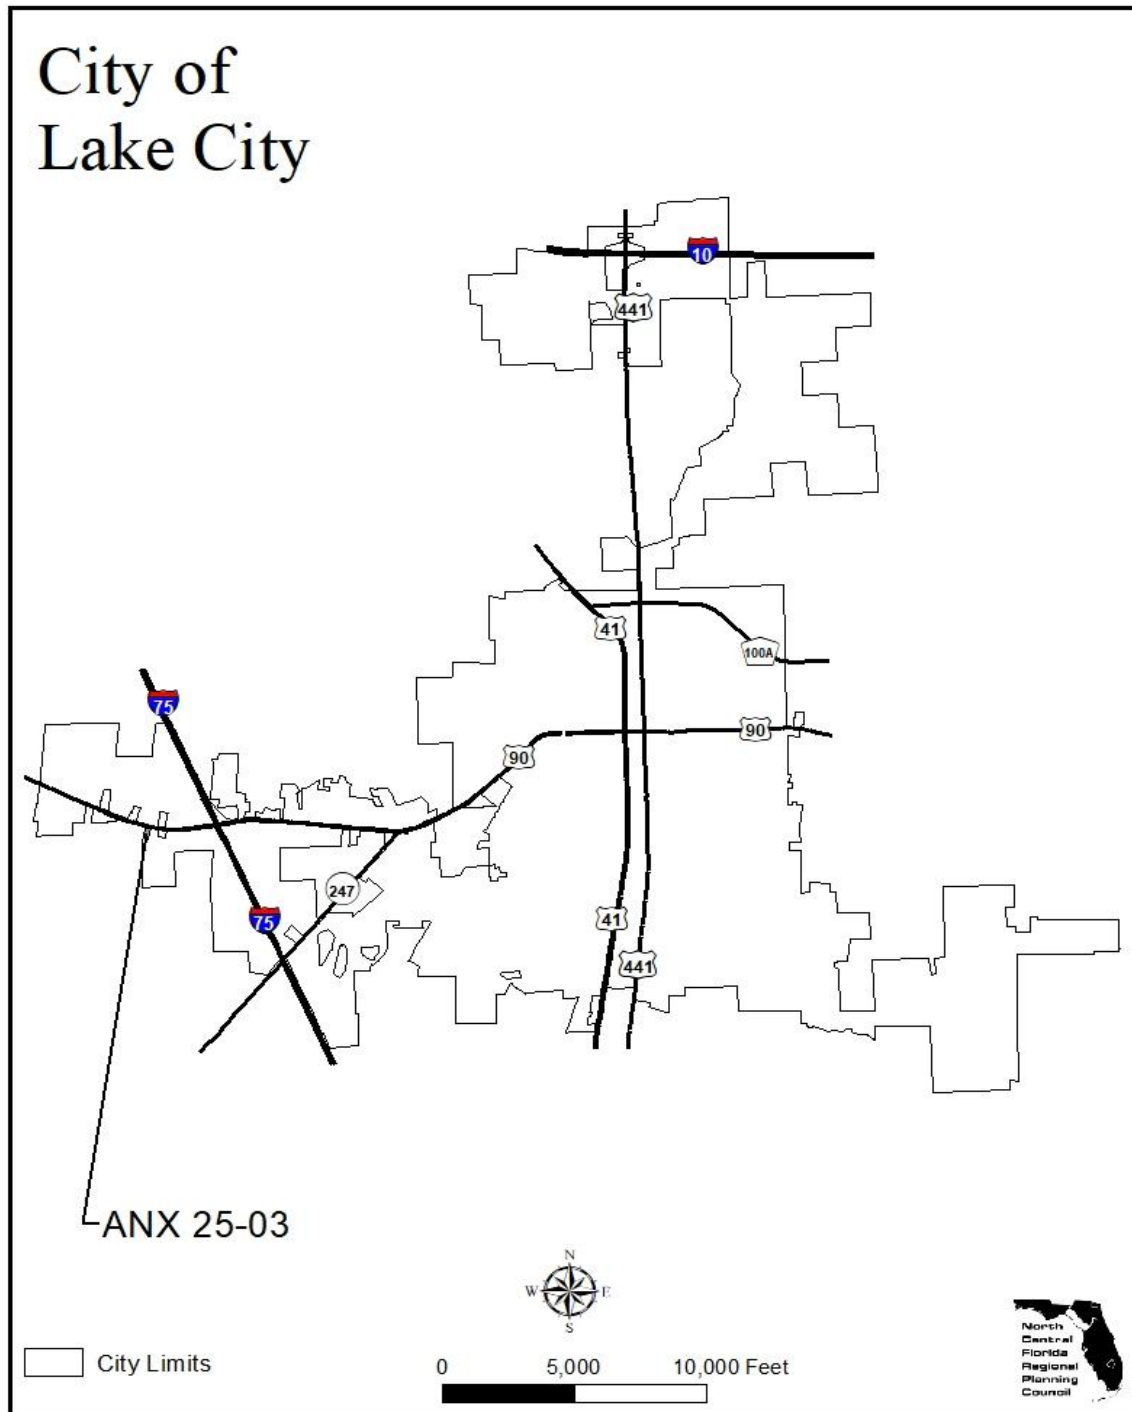 City of
Lake City
10
441
41
100A
75
90
90
247
75
41
441
ANX 25-03
N
W E
S
City Limits
0 5,000 10,000 Feet
North
Central
Florida
Regional
Planning
Council